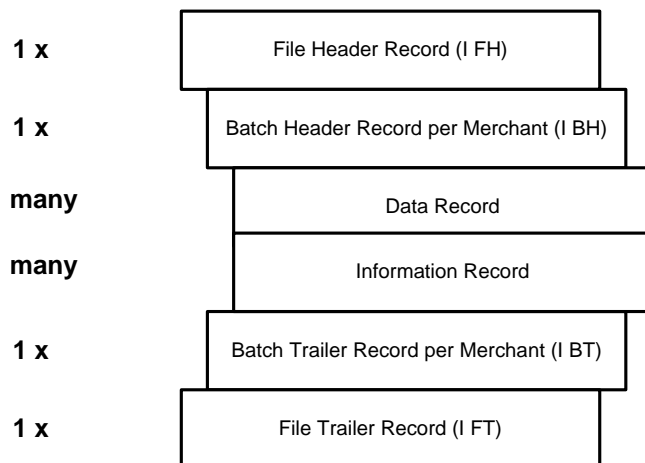 1 x File Header Record (I FH)
1 x Batch Header Record per Merchant (I BH)
many Data Record
many Information Record
1 x Batch Trailer Record per Merchant (I BT)
1 x File Trailer Record (I FT)